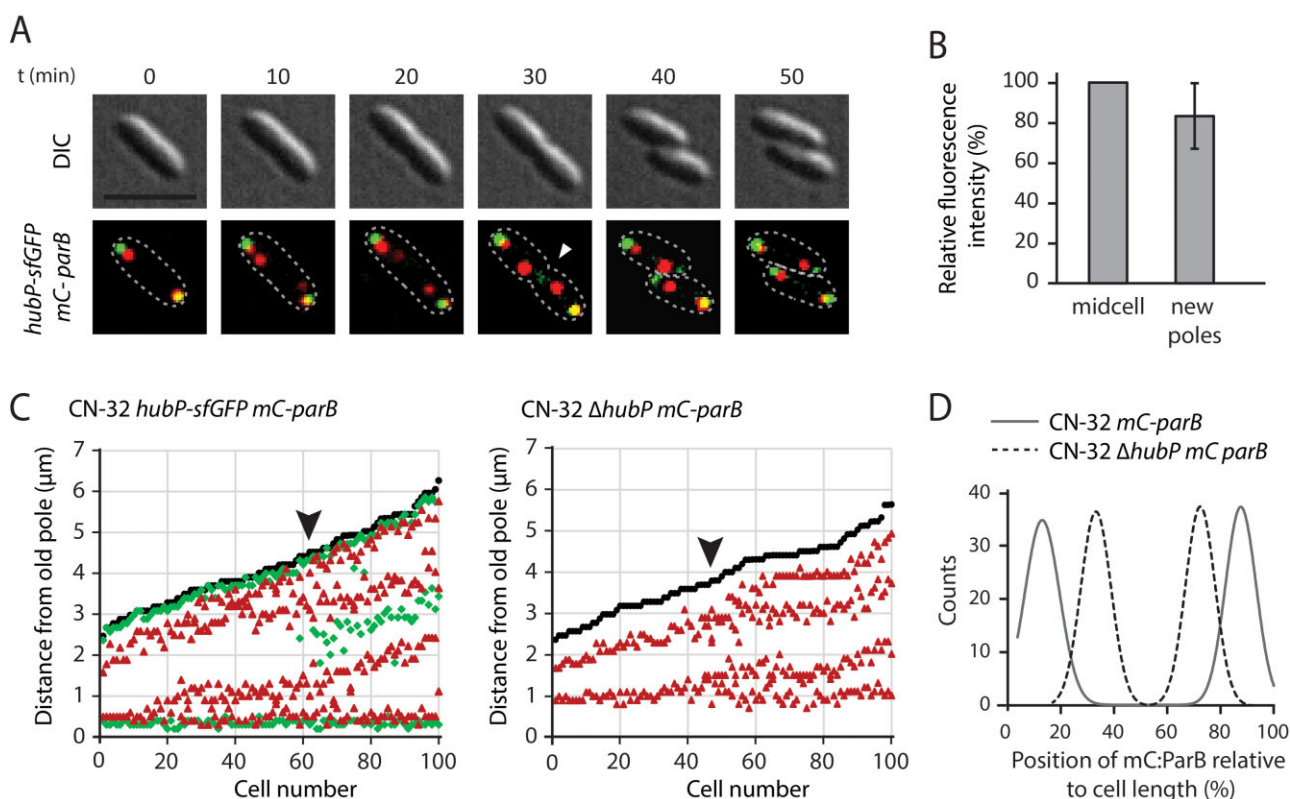 A
t (min) 0 10 20 30 40 50
DIC
hubP-sfGFP
mC- parB
B
Relative fluorescence
intensity (%)
100
80
60
40
20
0
midcell new
poles
C
CN-32 hubP-sfGFP mC-parB
Distance from old pole (µm)
7
6
5
4
3
2
1
0
0 20 40 60 80 100
Cell number
CN-32 ΔhubP mC-parB
Distance from old pole (µm)
7
6
5
4
3
2
1
0
0 20 40 60 80 100
Cell number
D
CN-32 mC-parB
CN-32 ΔhubP mC parB
Counts
40
30
20
10
0
0 20 40 60 80 100
Position of mC:ParB relative
to cell length (%)